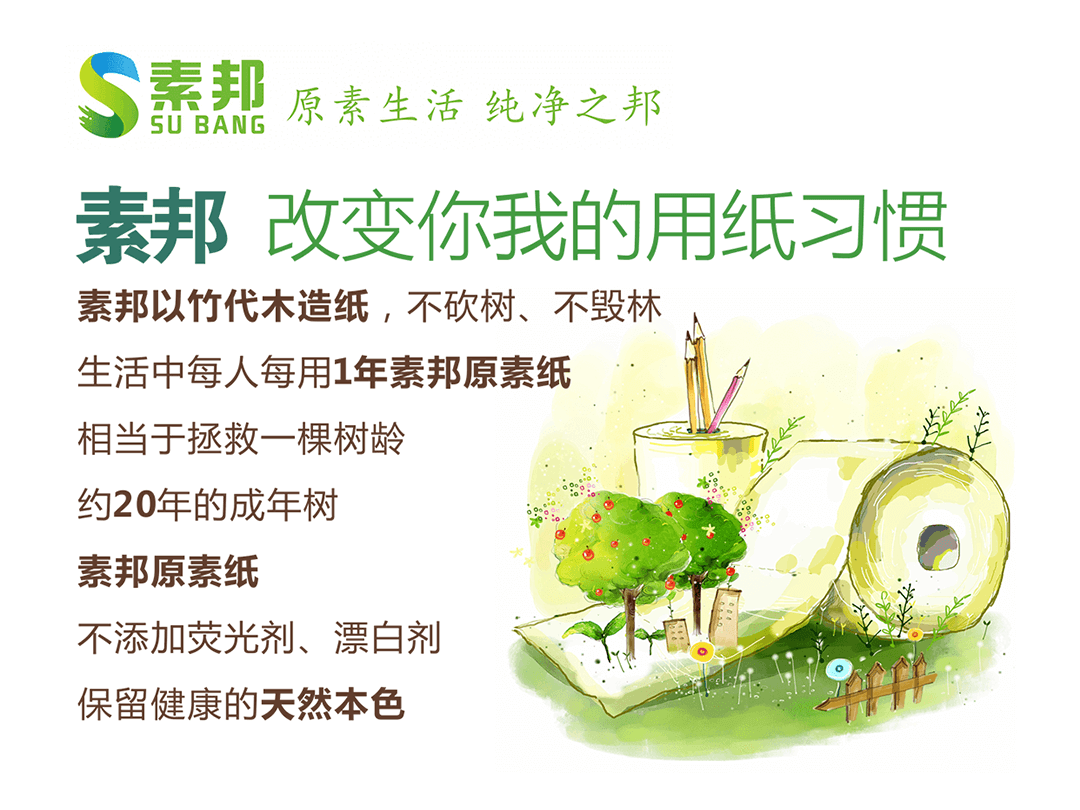 素邦
SU BANG
原素生活 纯净之邦
素邦 改变你我的用纸习惯
素邦以竹代木造纸，不砍树、不毁林
生活中每人每用1年素邦原素纸
相当于拯救一棵树龄
约20年的成年树
素邦原素纸
不添加荧光剂、漂白剂
保留健康的天然本色